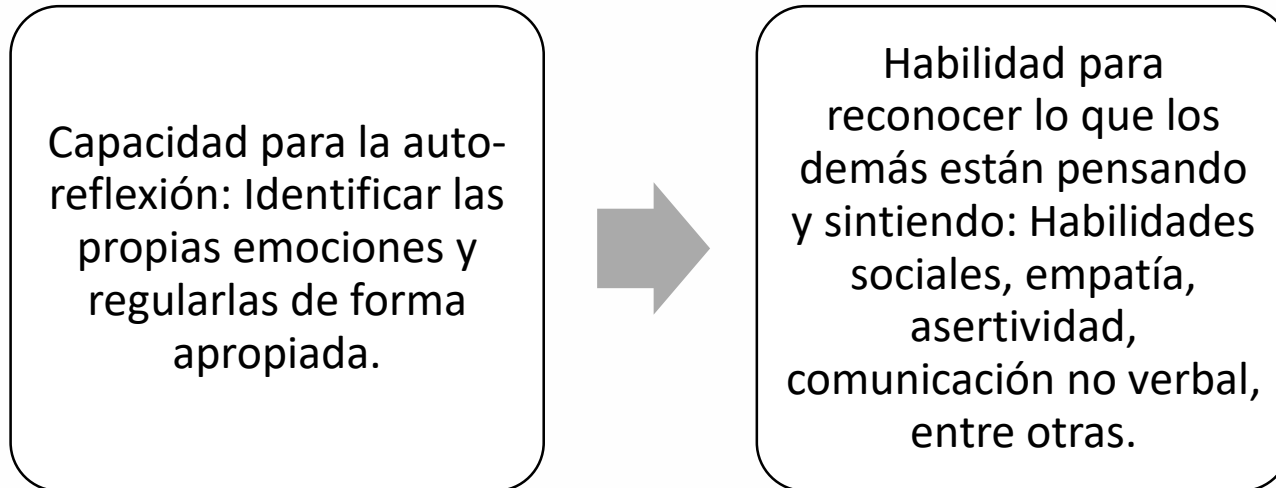 Capacidad para la auto-
reflexión: Identificar las
propias emociones y
regularlas de forma
apropiada.
Habilidad para
reconocer lo que los
demás están pensando
y sintiendo: Habilidades
sociales, empatía,
asertividad,
comunicación no verbal,
entre otras.